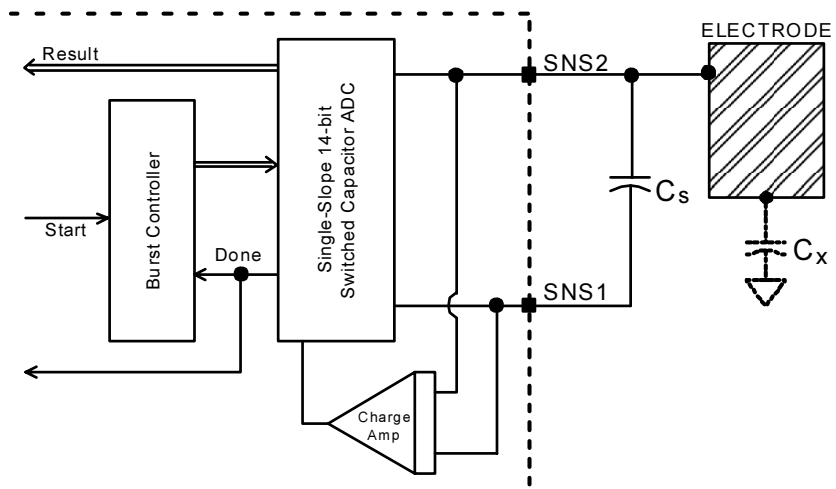 ELECTRODE
Result
SNS2
Burst Controller
Single-Slope 14-bit
Switched Capacitor ADC
Cs
Start
Done
Cx
SNS1
Charge
Amp